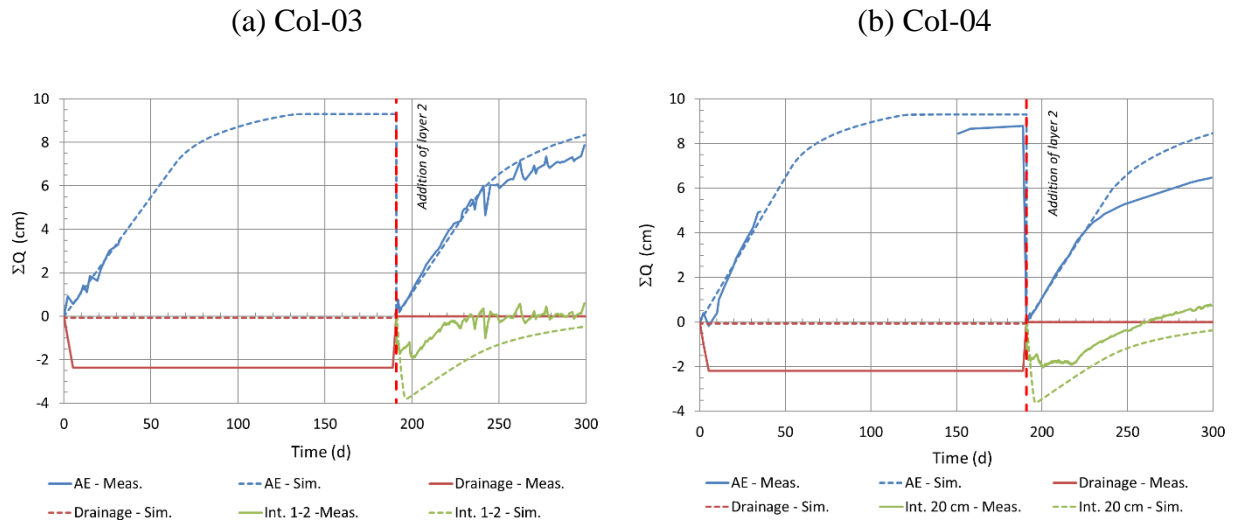 (a) Col-03
(b) Col-04
10
8
6
4
2
0
-2
-4
ΣQ (cm)
Addition of layer 2
0 50 100 150 200 250 300
Time (d)
AE - Meas. AE - Sim. Drainage - Meas.
Drainage - Sim. Int. 1-2 -Meas. Int. 1-2 - Sim.
10
8
6
4
2
0
-2
-4
ΣQ (cm)
Addition of layer 2
0 50 100 150 200 250 300
Time (d)
AE - Meas. AE - Sim. Drainage - Meas.
Drainage - Sim. Int. 20 cm - Meas. Int. 20 cm - Sim.